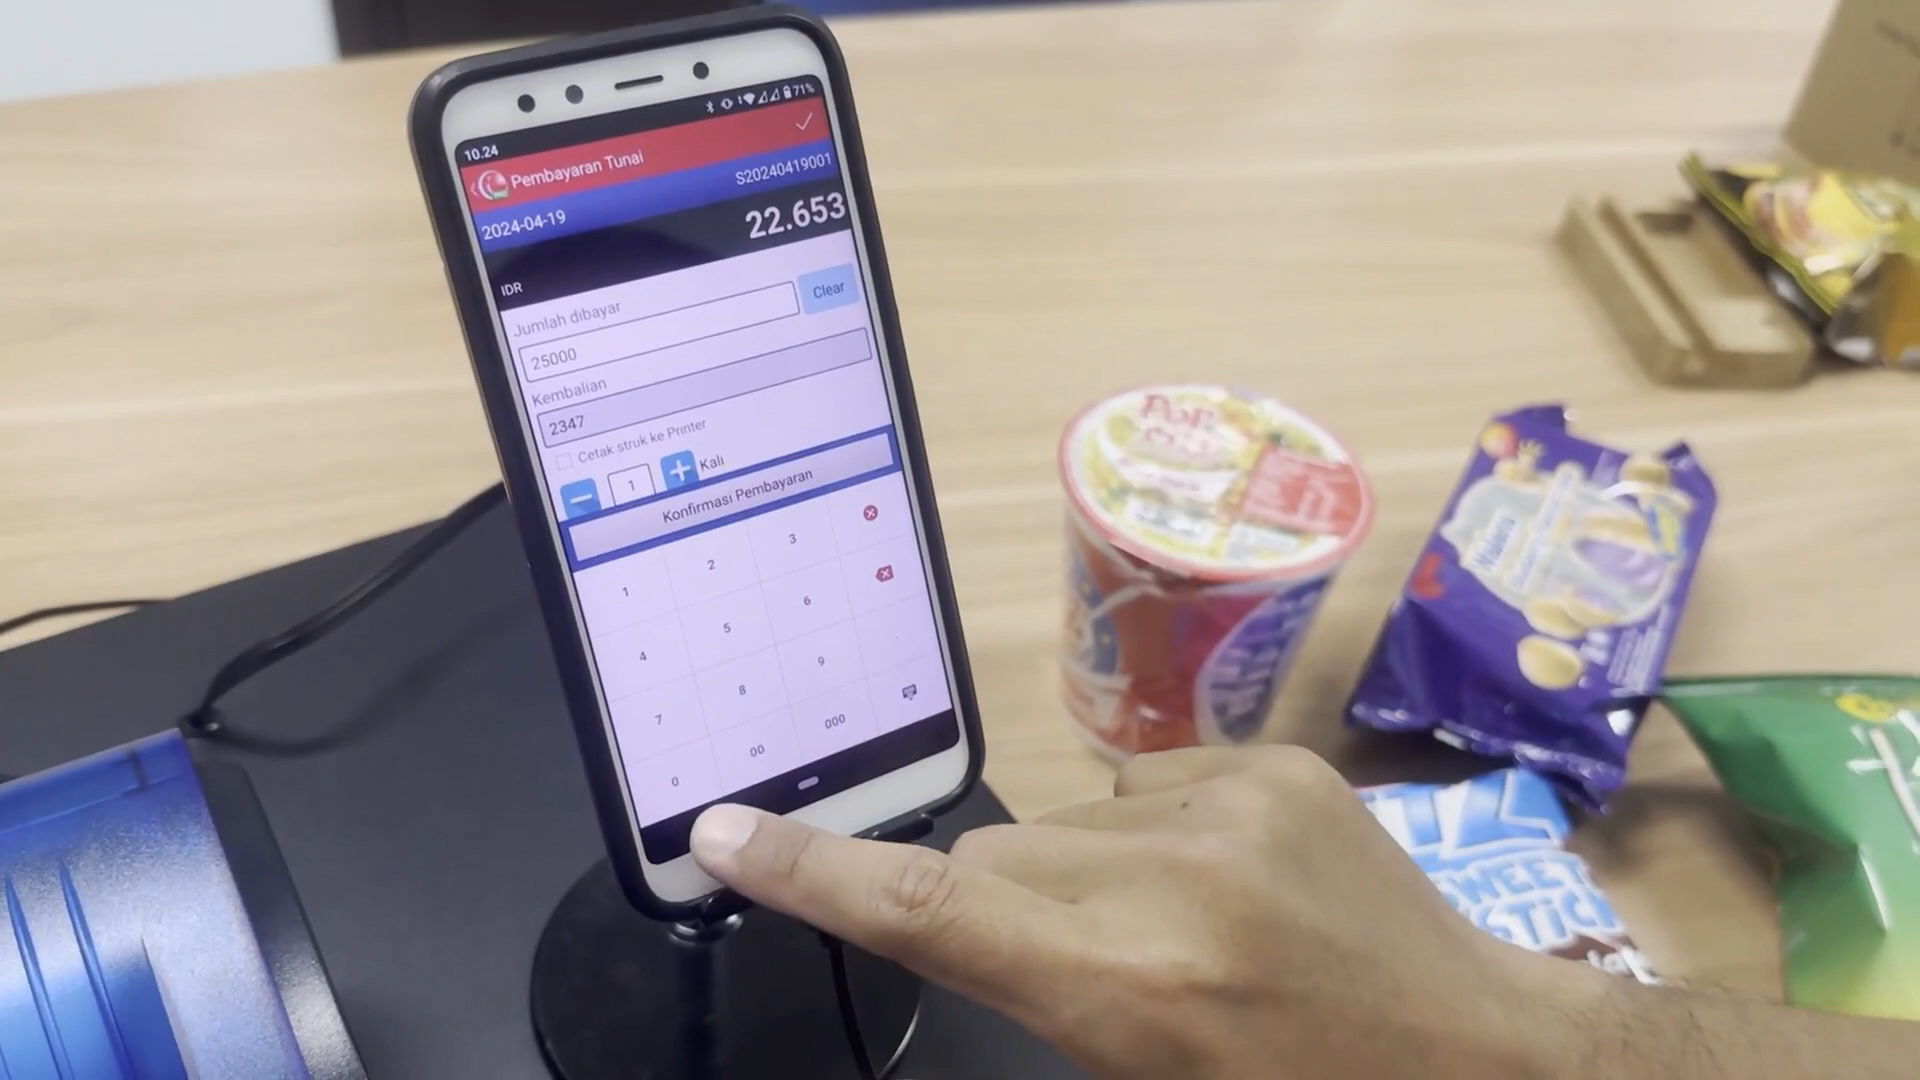 10.24
71%
Pembayaran Tunai
2024-04-19
S20240419001
22.653
IDR
Jumlah dibayar
Clear
25000
Kembalian
2347
Cetak struk ke Printer
1
Kali
Konfirmasi Pembayaran
1
2
3
4
5
6
7
8
9
0
00
000
SWEET
STICK